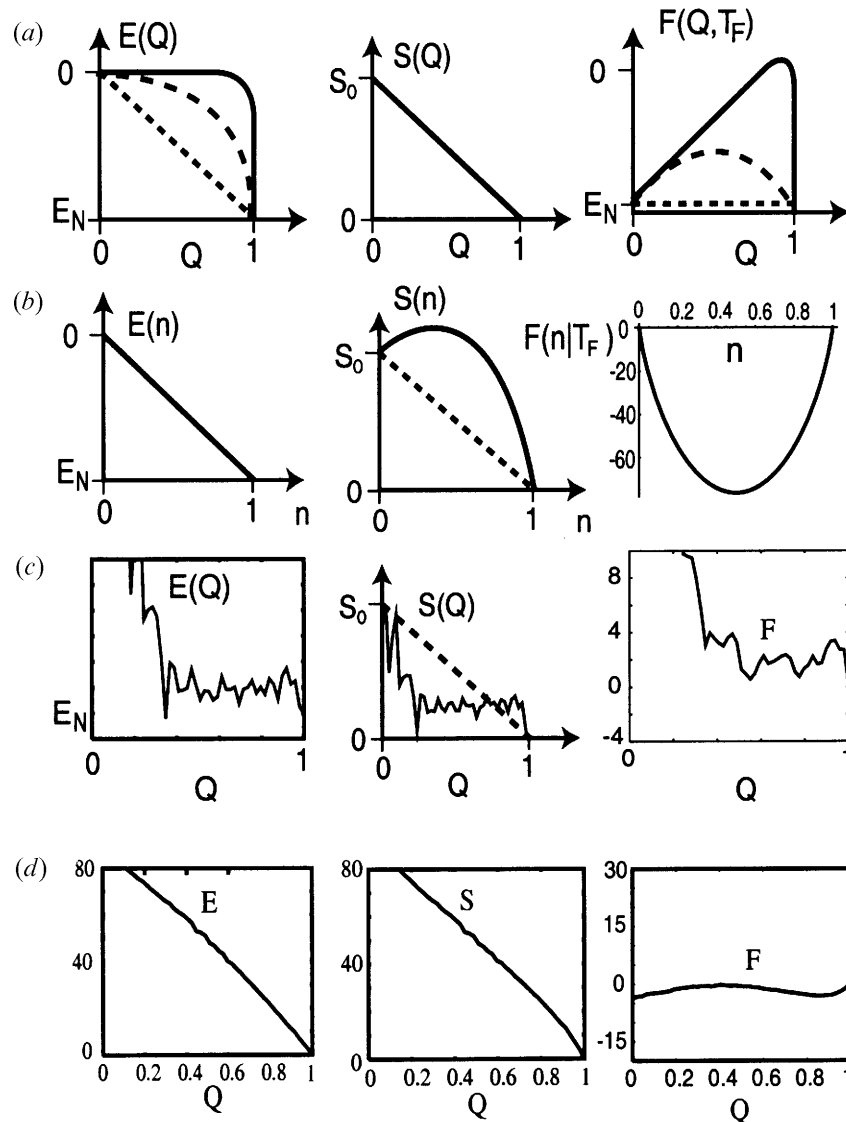 (a) E(Q) S(Q) F(Q,T_F)
0 S_0 0
E_N 0 E_N
0 Q 1 0 Q 1 0 Q 1
(b) E(n) S(n) F(n|T_F)
0 0.2 0.4 0.6 0.8 1
n
0
-20
-40
-60
0 S_0
E_N 0
0 1 n 0 1 n
(c) E(Q) S_0 S(Q) F
8
4
0
-4
E_N 0
0 1 0 1 0 1
Q Q Q
(d) E S F
80 80 30
40 40 15
0
0 0 -15
0 0.2 0.4 0.6 0.8 1 0 0.2 0.4 0.6 0.8 1 0 0.2 0.4 0.6 0.8 1
Q Q Q